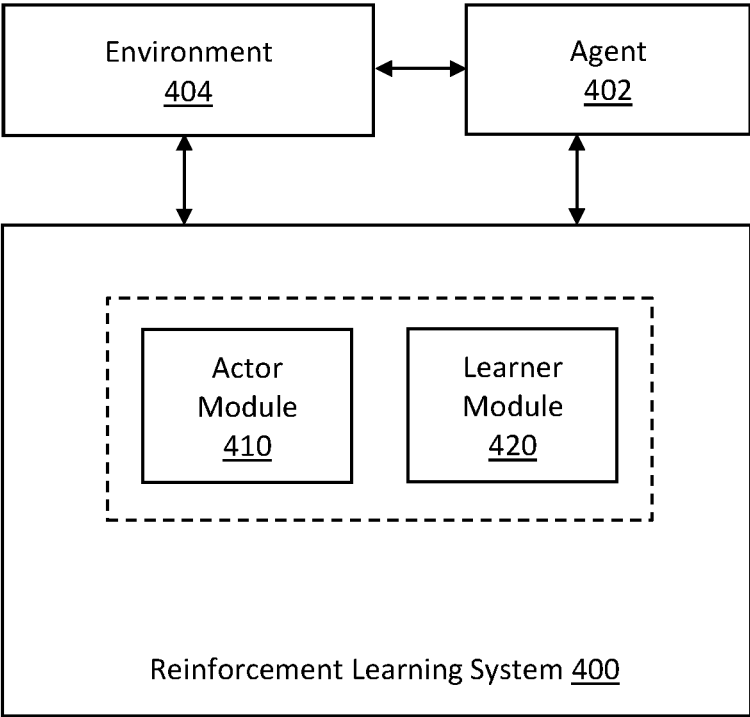 Environment
404
Agent
402
Actor
Module
410
Learner
Module
420
Reinforcement Learning System 400